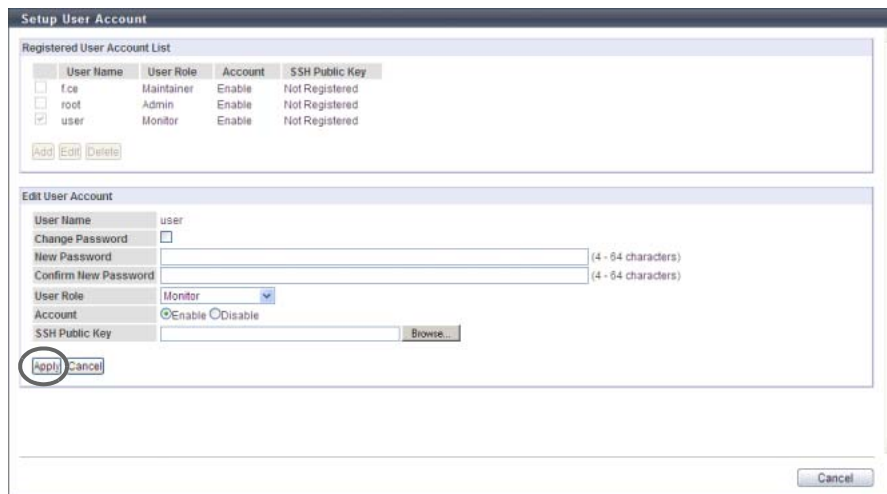 Setup User Account
Registered User Account List
User Name User Role Account SSH Public Key
f.ce Maintainer Enable Not Registered
root Admin Enable Not Registered
user Monitor Enable Not Registered
Add Edit Delete
Edit User Account
User Name user
Change Password
New Password (4 - 64 characters)
Confirm New Password (4 - 64 characters)
User Role Monitor
Account Enable Disable
SSH Public Key Browse...
Apply Cancel
Cancel